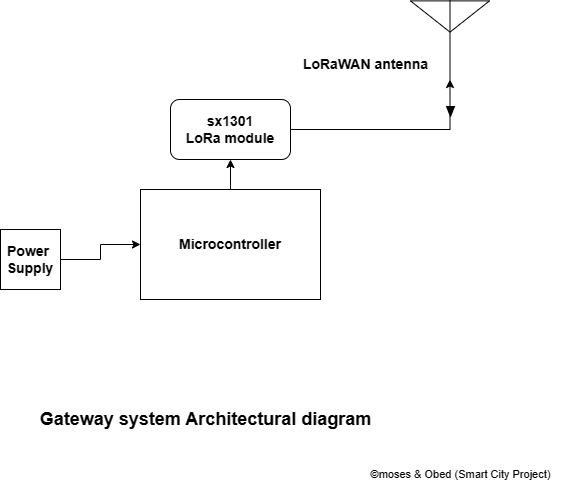 LoRaWAN antenna
sx1301
LoRa module
Microcontroller
Power
Supply
Gateway system Architectural diagram
©moses & Obed (Smart City Project)